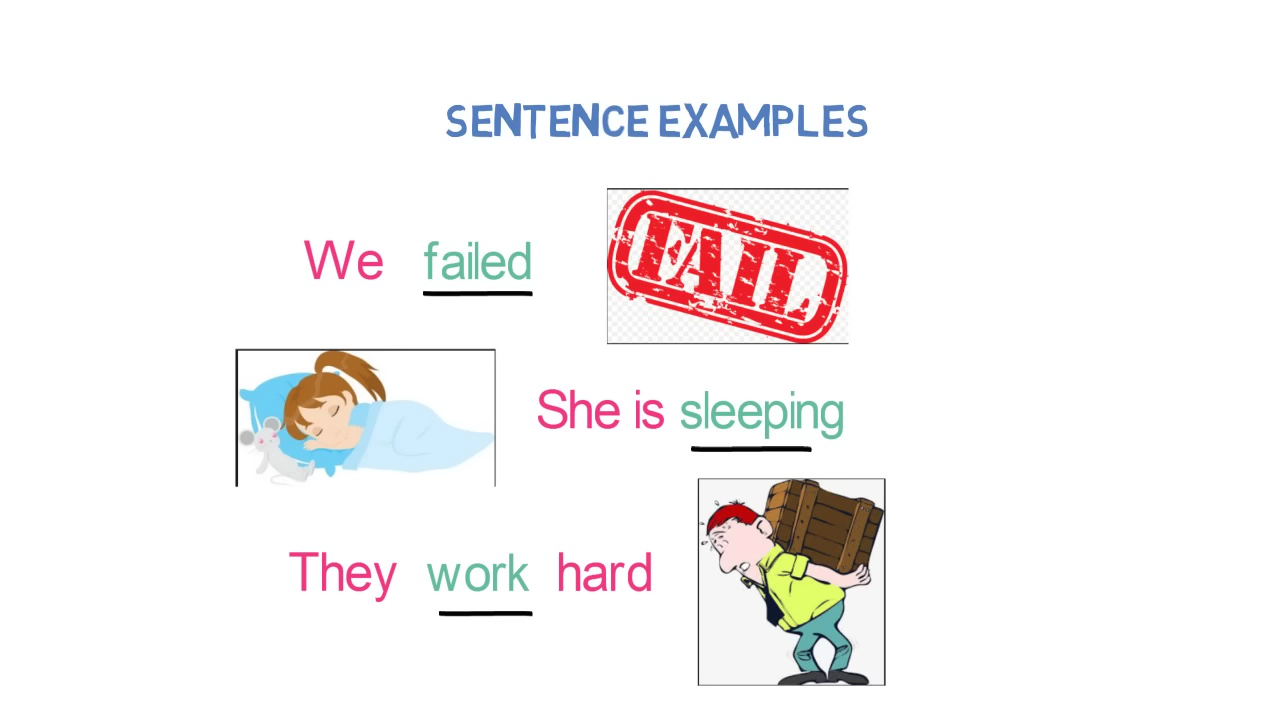 SENTENCE EXAMPLES
We failed
FAIL
She is sleeping
They work hard